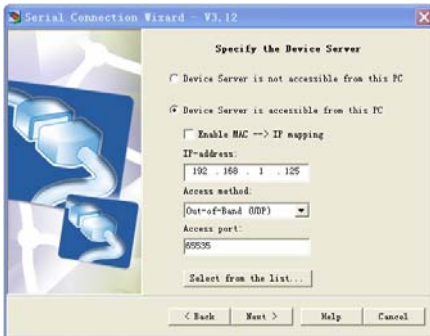 Serial Connection Wizard - V3.12
Specify the Device Server
Device Server is not accessible from this PC
Device Server is accessible from this PC
Enable MAC --> IP mapping
IP-address:
192 . 168 . 1 . 125
Access method:
Out-of-Band (UDP)
Access port:
65535
Select from the list...
< Back
Next >
Help
Cancel